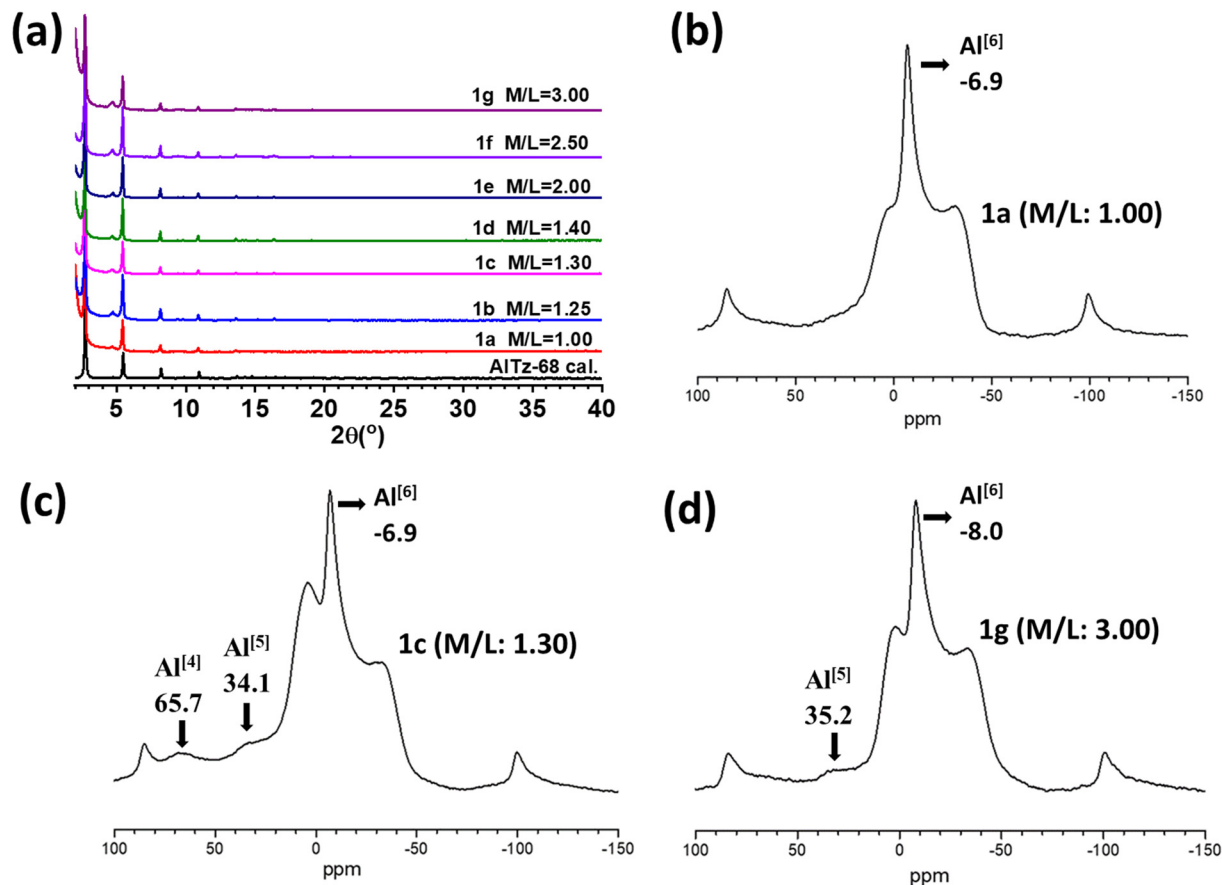 (a)
1g M/L=3.00
1f M/L=2.50
1e M/L=2.00
1d M/L=1.40
1c M/L=1.30
1b M/L=1.25
1a M/L=1.00
AlTz-68 cal.
5 10 15 20 25 30 35 40
2θ(°)
(b)
Al[6]
-6.9
1a (M/L: 1.00)
100 50 0 -50 -100 -150
ppm
(c)
Al[6]
-6.9
1c (M/L: 1.30)
Al[4]
65.7
Al[5]
34.1
100 50 0 -50 -100 -150
ppm
(d)
Al[6]
-8.0
1g (M/L: 3.00)
Al[5]
35.2
100 50 0 -50 -100 -150
ppm